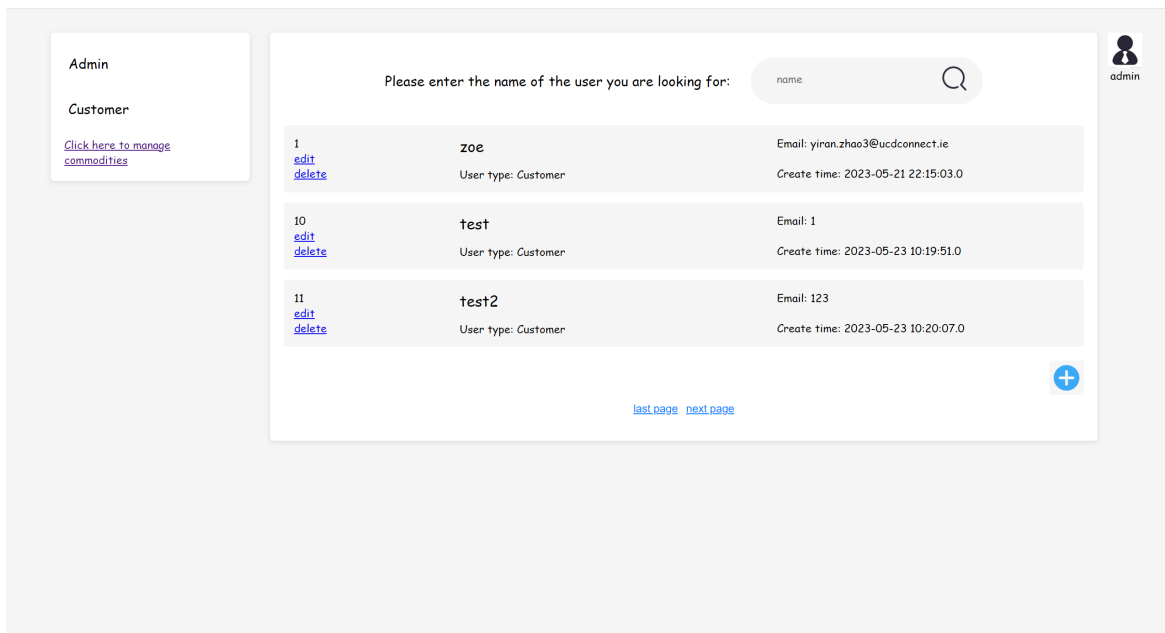 Admin
Customer
Click here to manage
commodities
Please enter the name of the user you are looking for:
name
admin
1
edit
delete
zoe
User type: Customer
Email: yiran.zhao3@ucdconnect.ie
Create time: 2023-05-21 22:15:03.0
10
edit
delete
test
User type: Customer
Email: 1
Create time: 2023-05-23 10:19:51.0
11
edit
delete
test2
User type: Customer
Email: 123
Create time: 2023-05-23 10:20:07.0
last page next page